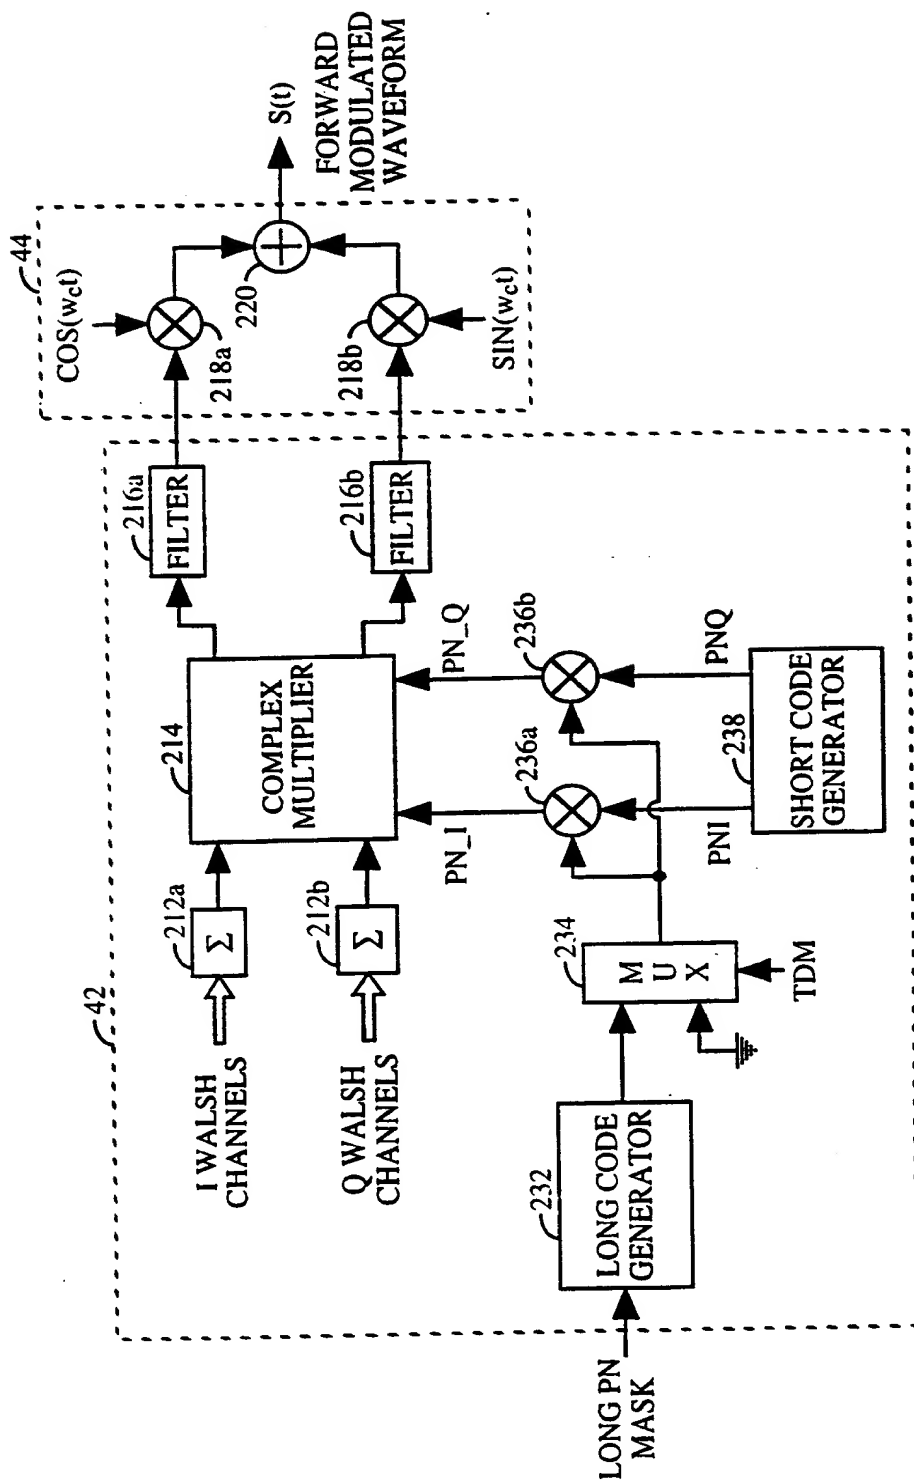 42
44
I WALSH
CHANNELS
212a
Σ
Q WALSH
CHANNELS
212b
Σ
214
COMPLEX
MULTIPLIER
216a
FILTER
216b
FILTER
COS(wct)
218a
218b
SIN(wct)
220
S(t)
FORWARD
MODULATED
WAVEFORM
PN_I
PN_Q
236a
236b
LONG PN
MASK
232
LONG CODE
GENERATOR
234
M
U
X
TDM
PNI
PNQ
238
SHORT CODE
GENERATOR